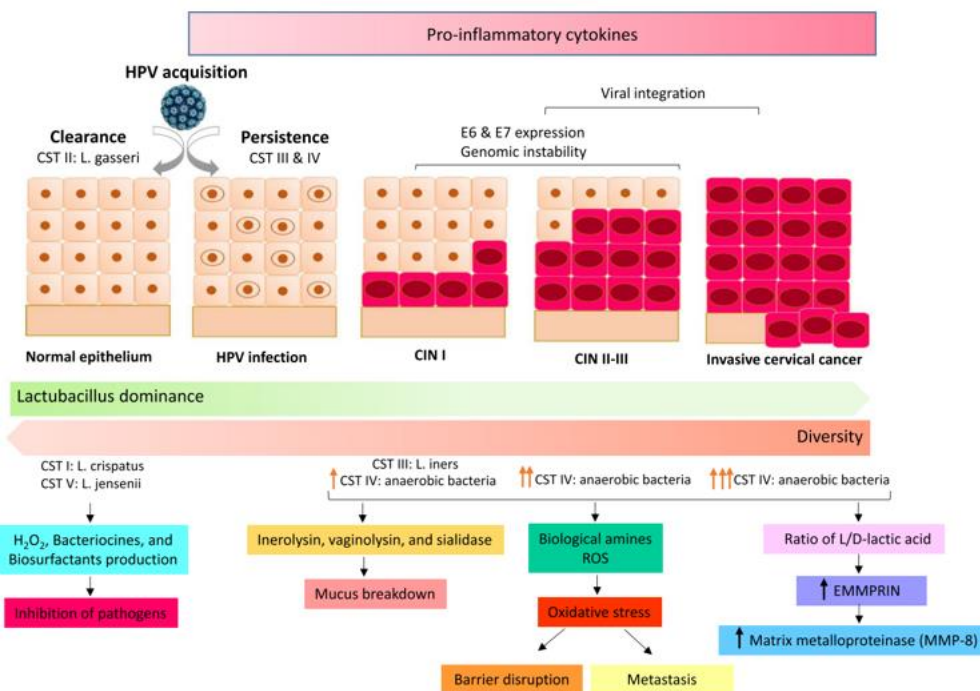 Pro-inflammatory cytokines
HPV acquisition
Viral integration
Clearance
CST II: L. gasseri
Persistence
CST III & IV
E6 & E7 expression
Genomic instability
Normal epithelium
HPV infection
CIN I
CIN II-III
Invasive cervical cancer
Lactubacillus dominance
Diversity
CST I: L. crispatus
CST V: L. jensenii
CST III: L. iners
↑ CST IV: anaerobic bacteria
↑↑ CST IV: anaerobic bacteria
↑↑↑ CST IV: anaerobic bacteria
H₂O₂, Bacteriocines, and
Biosurfactants production
Inhibition of pathogens
Inerolysin, vaginolysin, and sialidase
Mucus breakdown
Biological amines
ROS
Oxidative stress
Barrier disruption
Metastasis
Ratio of L/D-lactic acid
↑ EMMPRIN
↑ Matrix metalloproteinase (MMP-8)